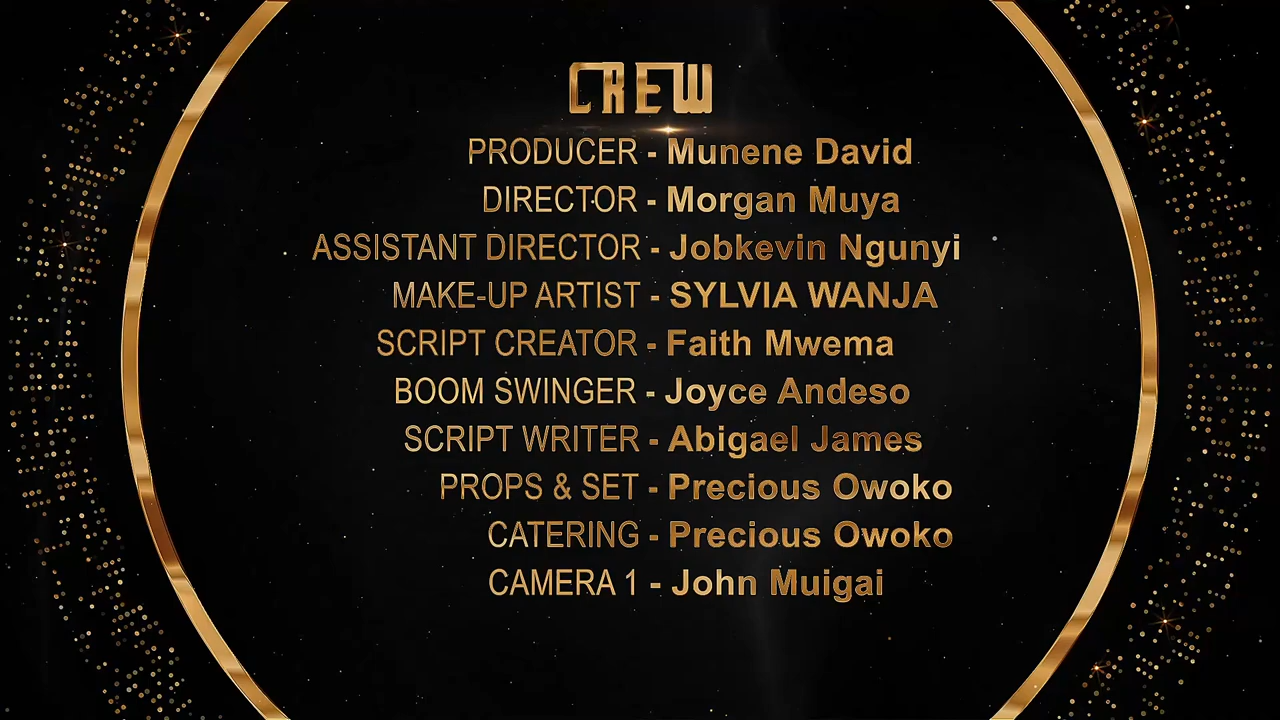 CREW
PRODUCER - Munene David
DIRECTOR - Morgan Muya
ASSISTANT DIRECTOR - Jobkevin Ngunyi
MAKE-UP ARTIST - SYLVIA WANJA
SCRIPT CREATOR - Faith Mwema
BOOM SWINGER - Joyce Andeso
SCRIPT WRITER - Abigael James
PROPS & SET - Precious Owoko
CATERING - Precious Owoko
CAMERA 1 - John Muigai